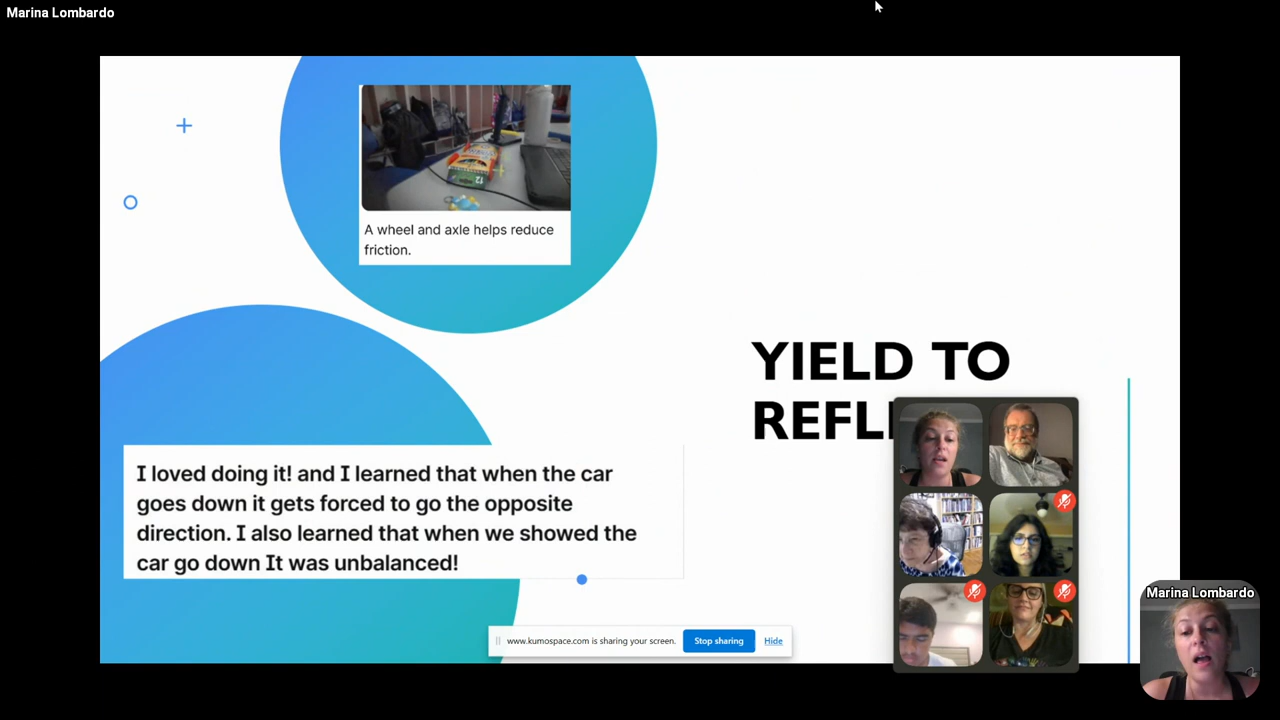 Marina Lombardo
A wheel and axle helps reduce
friction.
YIELD TO
REFL
I loved doing it! and I learned that when the car
goes down it gets forced to go the opposite
direction. I also learned that when we showed the
car go down It was unbalanced!
www.kumospace.com is sharing your screen.
Stop sharing
Hide
Marina Lombardo